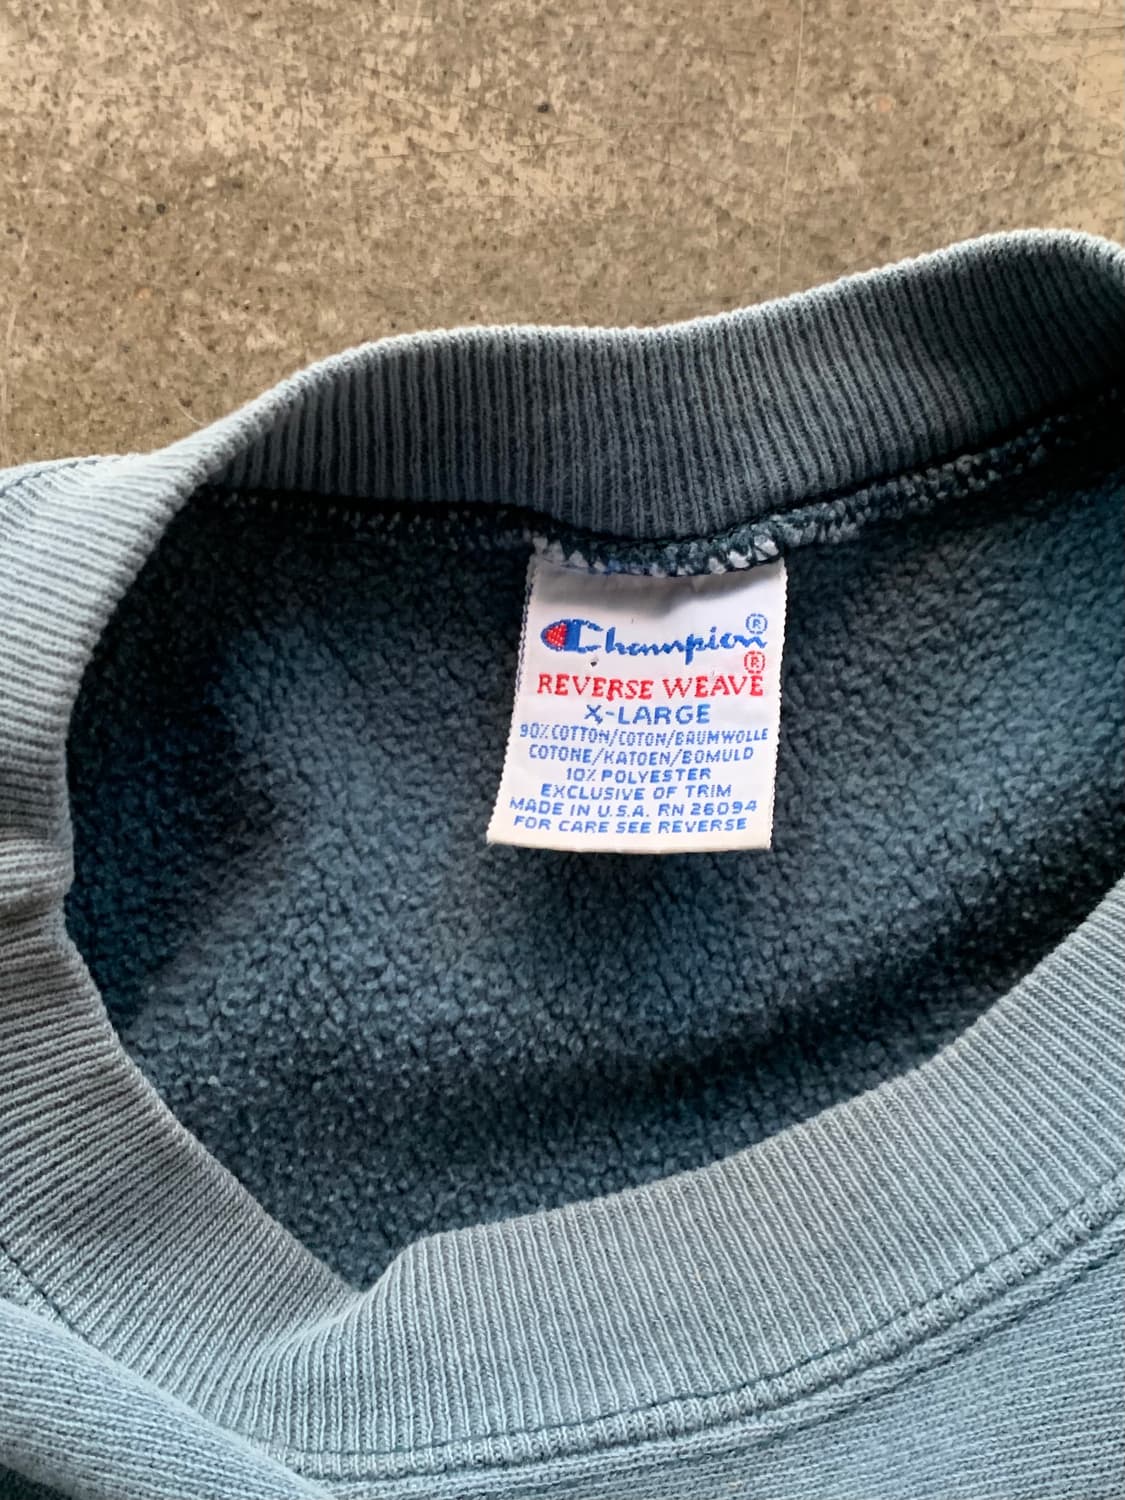 Champion®
®
REVERSE WEAVE
X-LARGE
90% COTTON/COTON/BAUMWOLLE
COTONE/KATOEN/BOMULD
10% POLYESTER
EXCLUSIVE OF TRIM
MADE IN U.S.A. RN 26094
FOR CARE SEE REVERSE